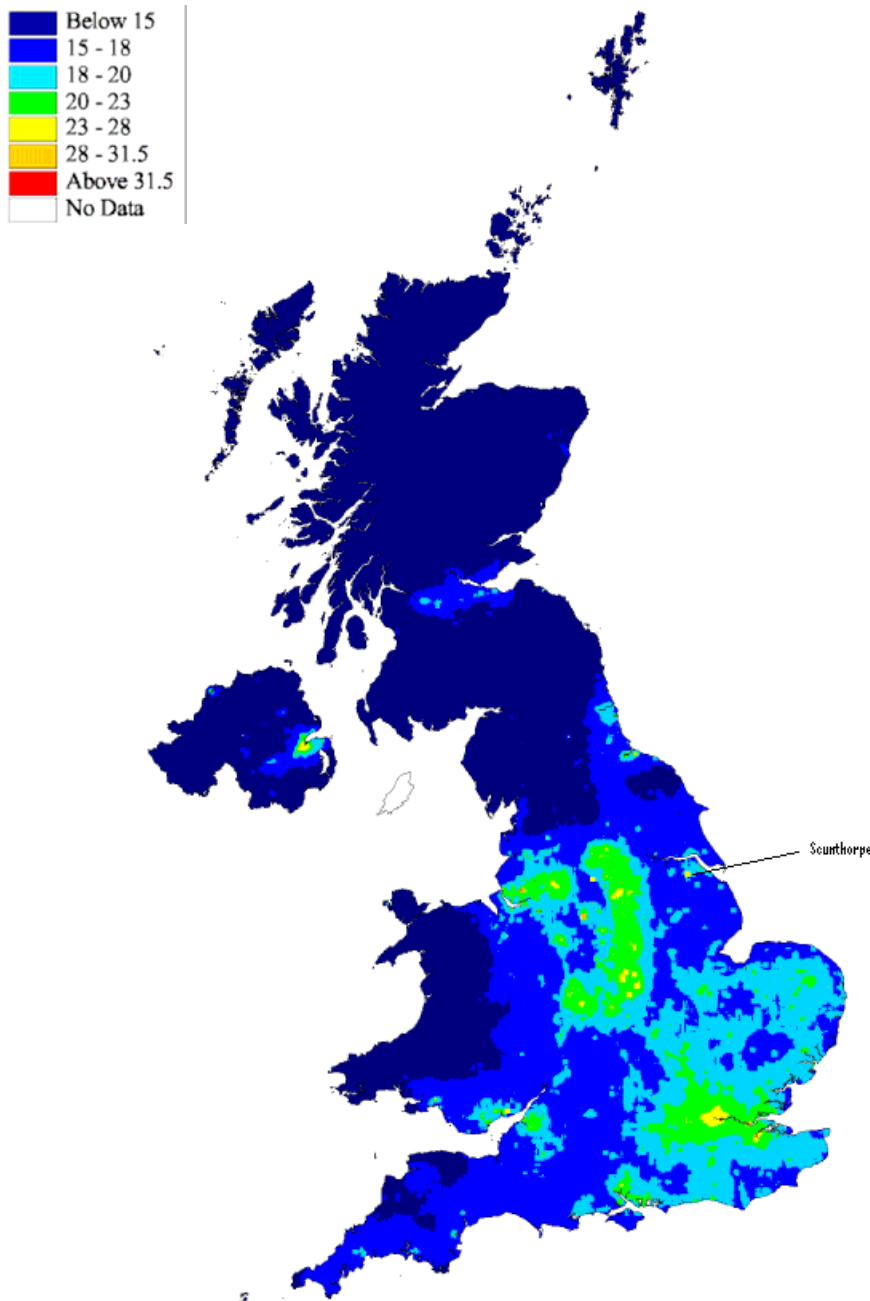 Below 15
15 - 18
18 - 20
20 - 23
23 - 28
28 - 31.5
Above 31.5
No Data
Scunthorpe